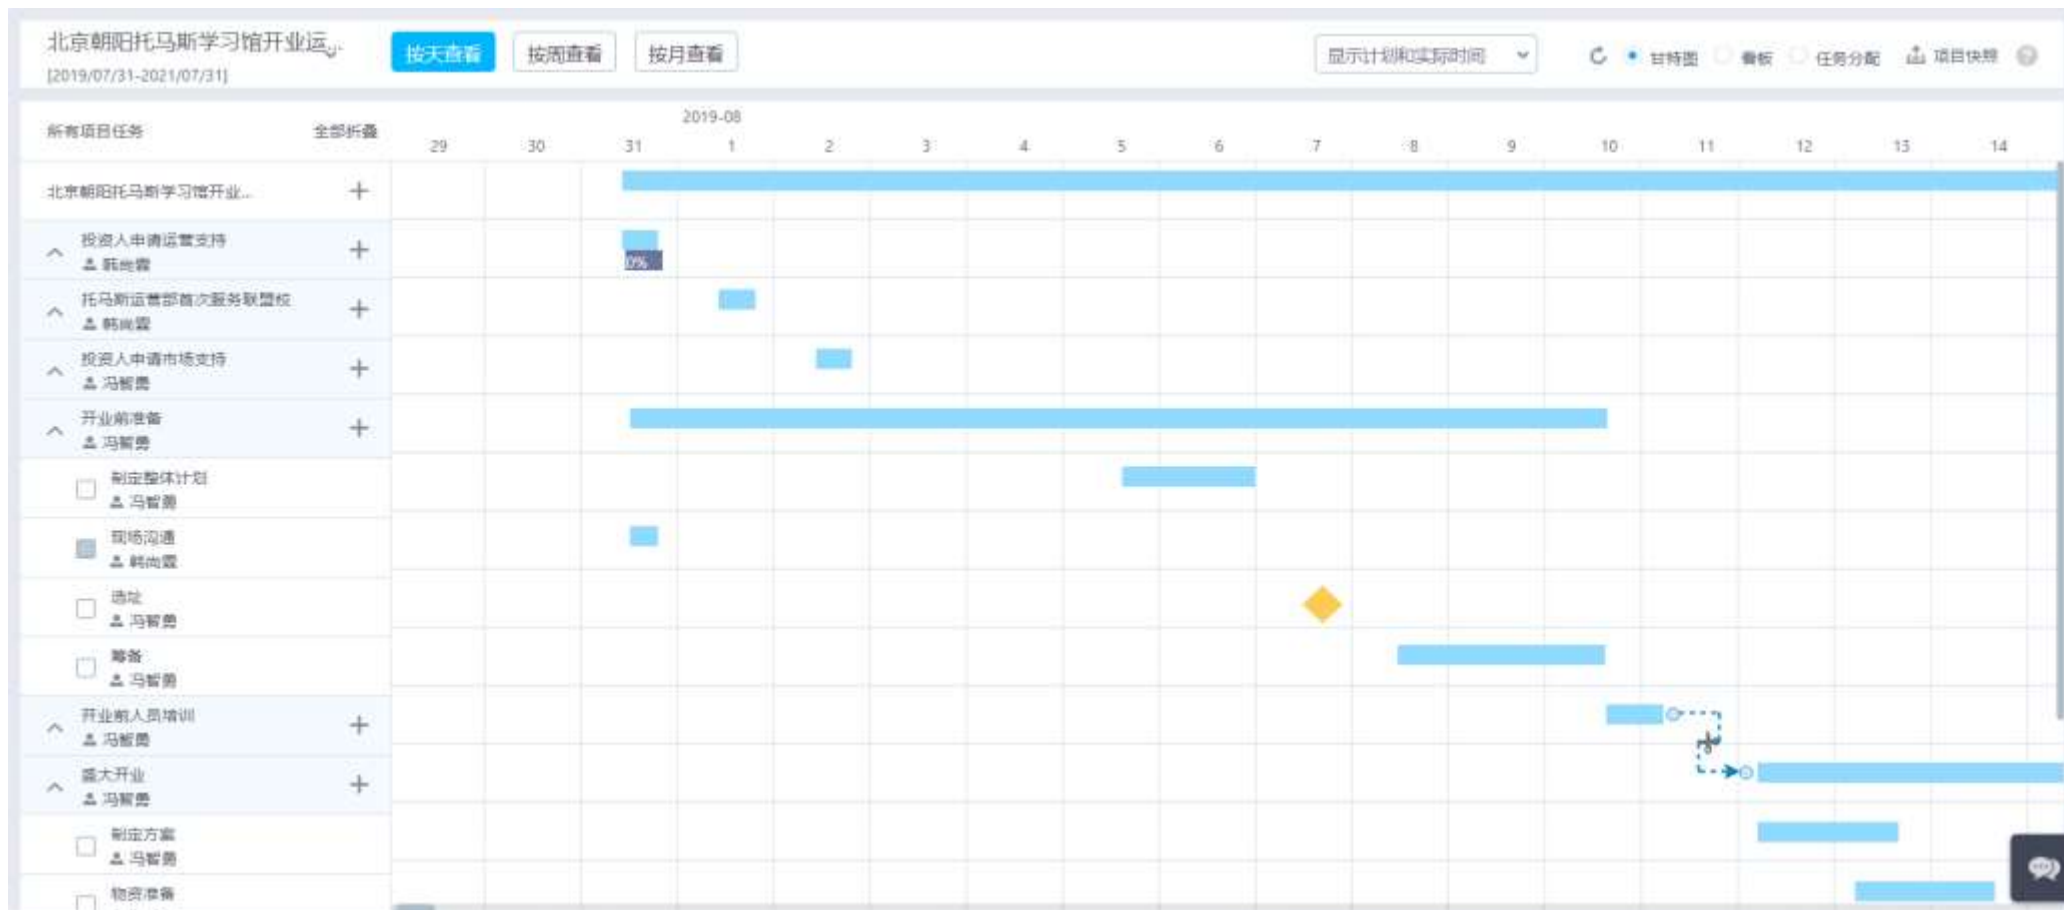 北京朝阳托马斯学习馆开业运...
[2019/07/31-2021/07/31]
按天查看 按周查看 按月查看
显示计划和实际时间
甘特图 看板 任务分配 项目快照
所有项目任务 全部折叠
2019-08
29 30 31 1 2 3 4 5 6 7 8 9 10 11 12 13 14
北京朝阳托马斯学习馆开业...
投资人申请运营支持
韩尚霖
0%
托马斯运营部首次服务联盟校
韩尚霖
投资人申请市场支持
冯智勇
开业前准备
冯智勇
制定整体计划
冯智勇
现场沟通
韩尚霖
选址
冯智勇
筹备
冯智勇
开业前人员培训
冯智勇
盛大开业
冯智勇
制定方案
冯智勇
物资准备